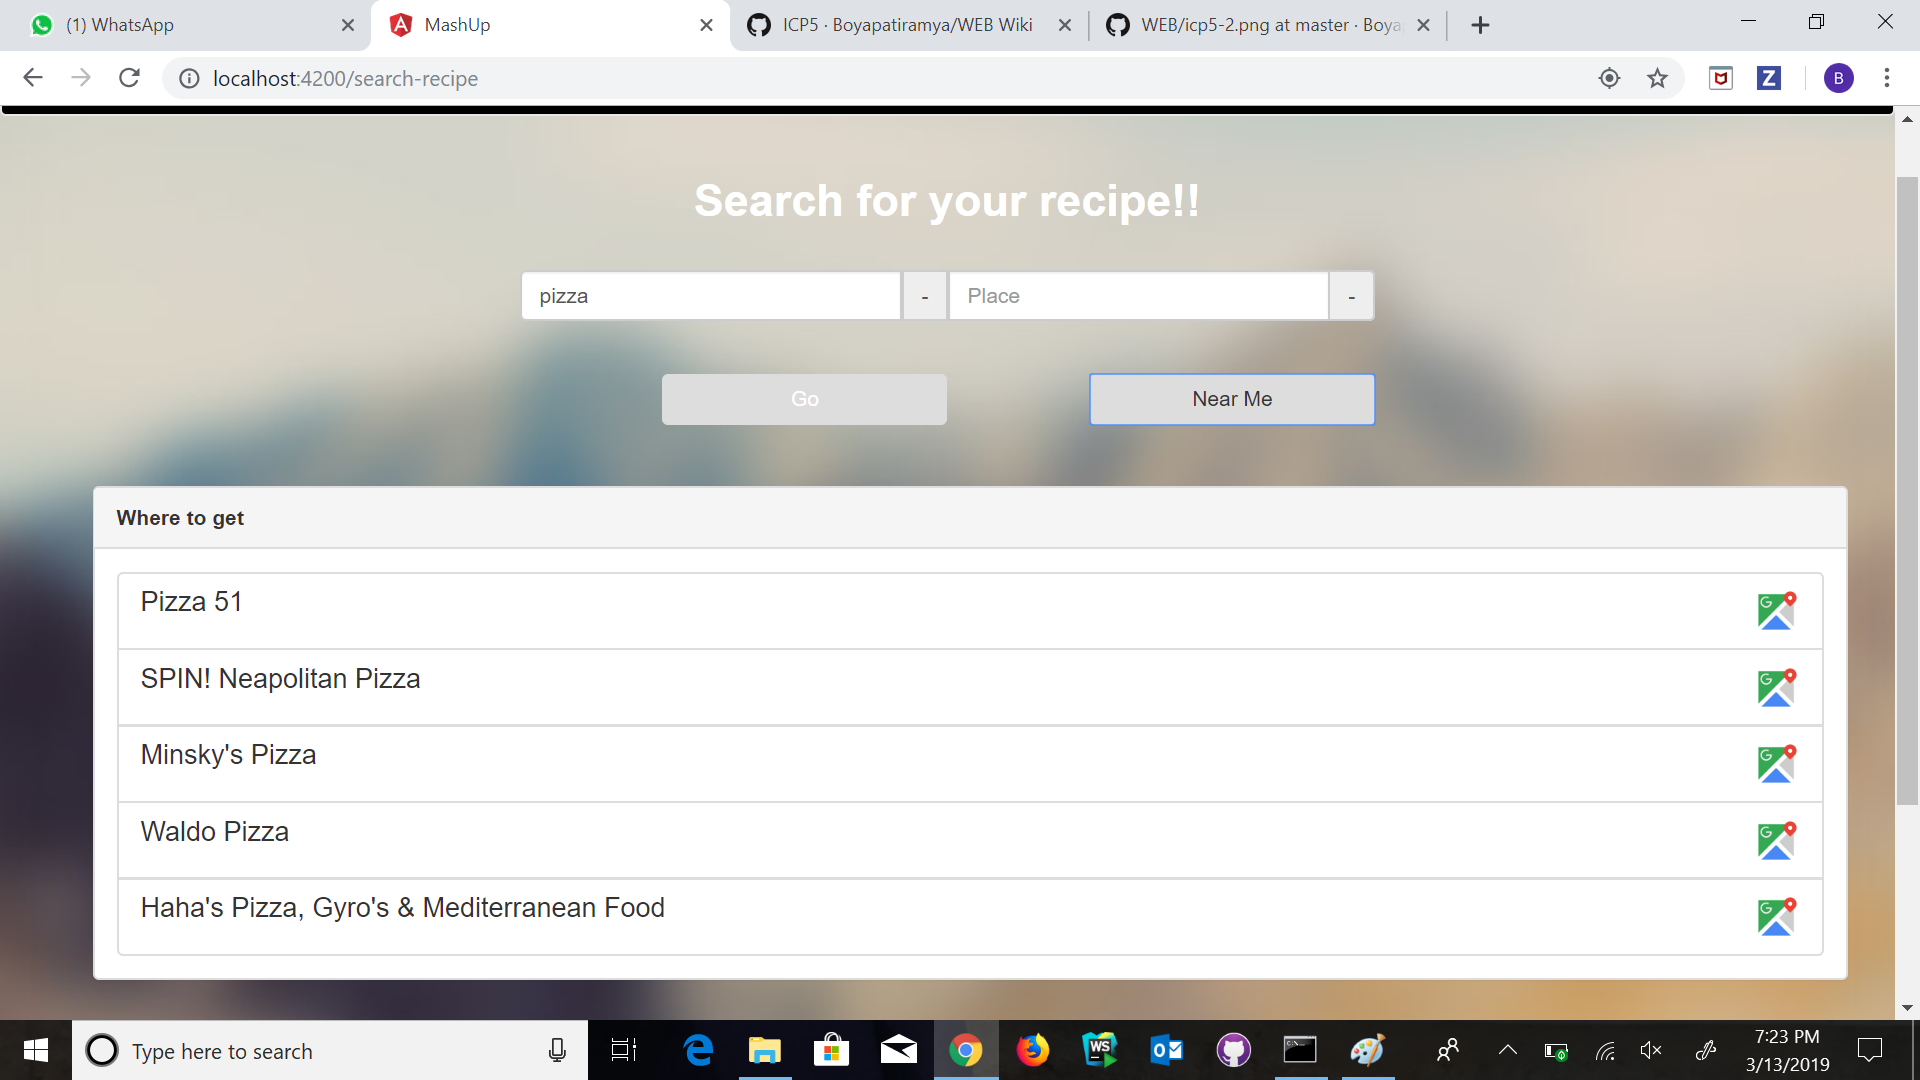 (1) WhatsApp
MashUp
ICP5 · Boyapatiramya/WEB Wiki
WEB/icp5-2.png at master · Boya
localhost:4200/search-recipe
Z
B
Search for your recipe!!
pizza - Place -
Go Near Me
Where to get
Pizza 51
SPIN! Neapolitan Pizza
Minsky's Pizza
Waldo Pizza
Haha's Pizza, Gyro's & Mediterranean Food
Type here to search
WS
7:23 PM
3/13/2019